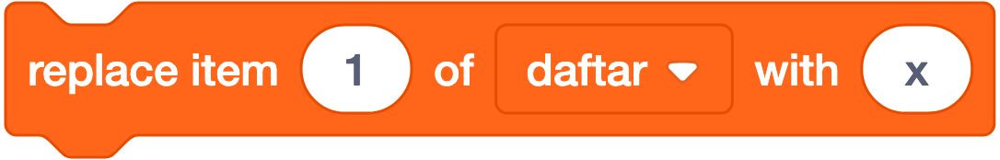 replace item 1 of daftar with x